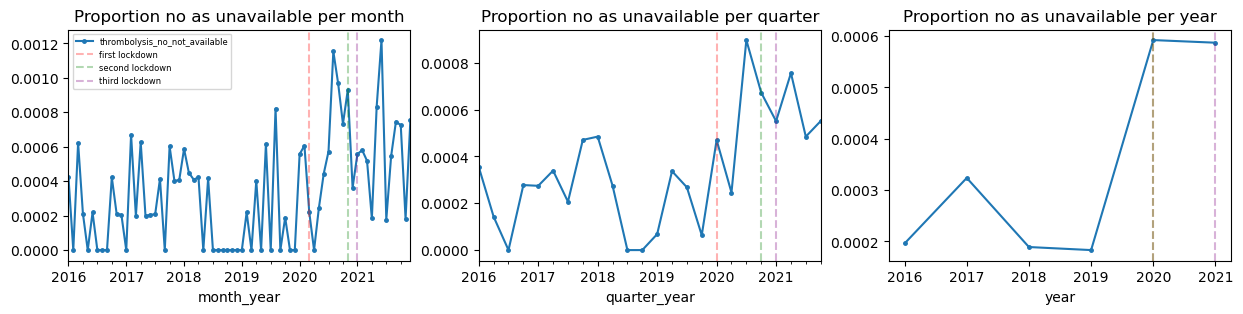 Proportion no as unavailable per month
0.0012
0.0010
0.0008
0.0006
0.0004
0.0002
0.0000
thrombolysis_no_not_available
first lockdown
second lockdown
third lockdown
2016 2017 2018 2019 2020 2021
month_year
Proportion no as unavailable per quarter
0.0008
0.0006
0.0004
0.0002
0.0000
2016 2017 2018 2019 2020 2021
quarter_year
Proportion no as unavailable per year
0.0006
0.0005
0.0004
0.0003
0.0002
2016 2017 2018 2019 2020 2021
year